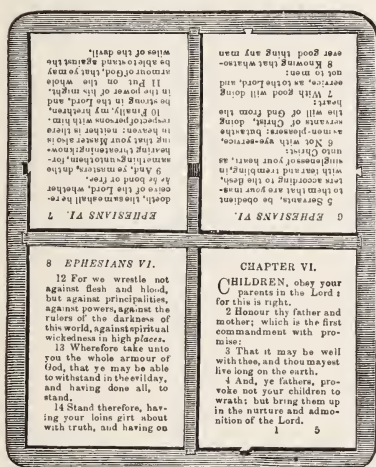 CHAPTER VI.
CHILDREN, obey your
parents in the Lord:
for this is right.
2 Honour thy father and
mother; which is the first
commandment with pro-
mise:
3 That it may be well
with thee, and thou mayest
live long on the earth.
4 And, ye fathers, pro-
voke not your children to
wrath: but bring them up
in the nurture and admo-
nition of the Lord.
1 5
6 EPHESIANS VI.
5 Servants, be obedient
to them that are your mas-
ters according to the flesh,
with fear and trembling, in
singleness of your heart, as
unto Christ:
6 Not with eye-service,
as men-pleasers; but as the
servants of Christ, doing
the will of God from the
heart;
7 With good will doing
service, as to the Lord, and
not to men:
8 Knowing that whatso-
ever good thing any man
EPHESIANS VI. 7
doeth, the same shall he re-
ceive of the Lord, whether
he be bond or free.
9 And, ye masters, do the
same things unto them, for-
bearing threatening: know-
ing that your Master also is
in heaven; neither is there
respect of persons with him.
10 Finally, my brethren,
be strong in the Lord, and
in the power of his might.
11 Put on the whole
armour of God, that ye may
be able to stand against the
wiles of the devil.
8 EPHESIANS VI.
12 For we wrestle not
against flesh and blood,
but against principalities,
against powers, against the
rulers of the darkness of
this world, against spiritual
wickedness in high places.
13 Wherefore take unto
you the whole armour of
God, that ye may be able
to withstand in the evil day,
and having done all, to
stand.
14 Stand therefore, hav-
ing your loins girt about
with truth, and having on